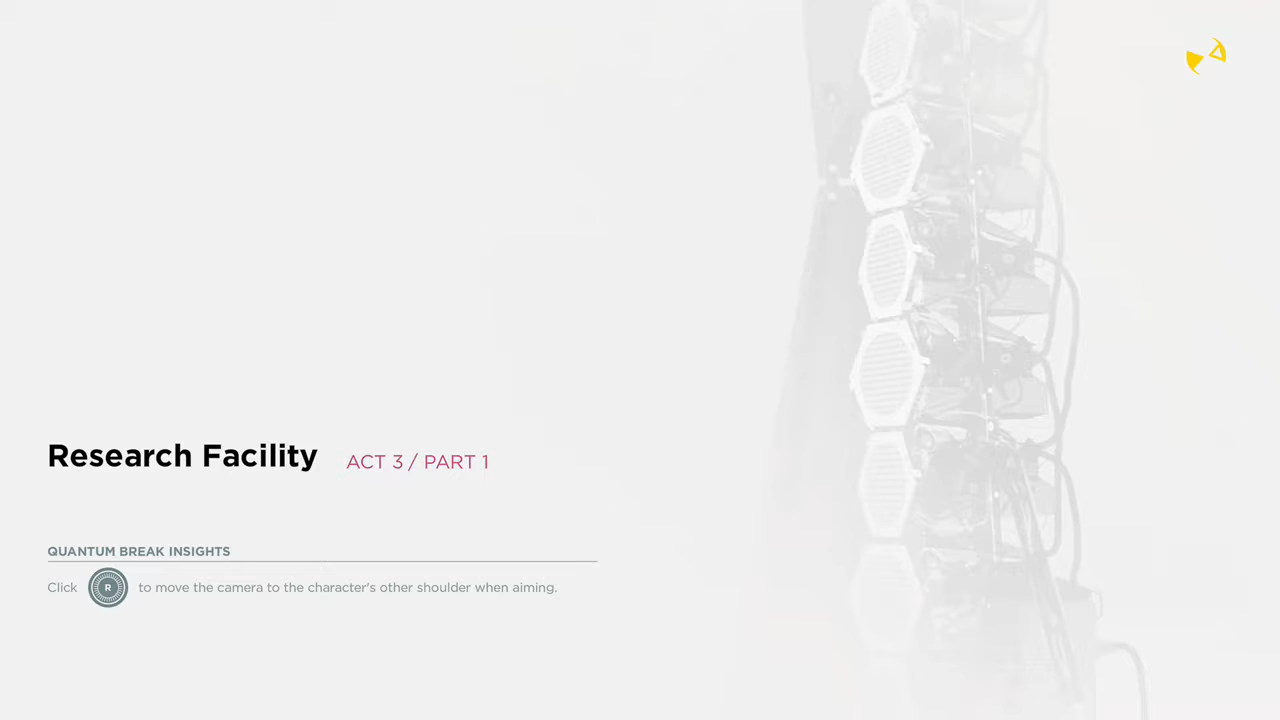 Research Facility ACT 3 / PART 1
QUANTUM BREAK INSIGHTS
Click R to move the camera to the character's other shoulder when aiming.